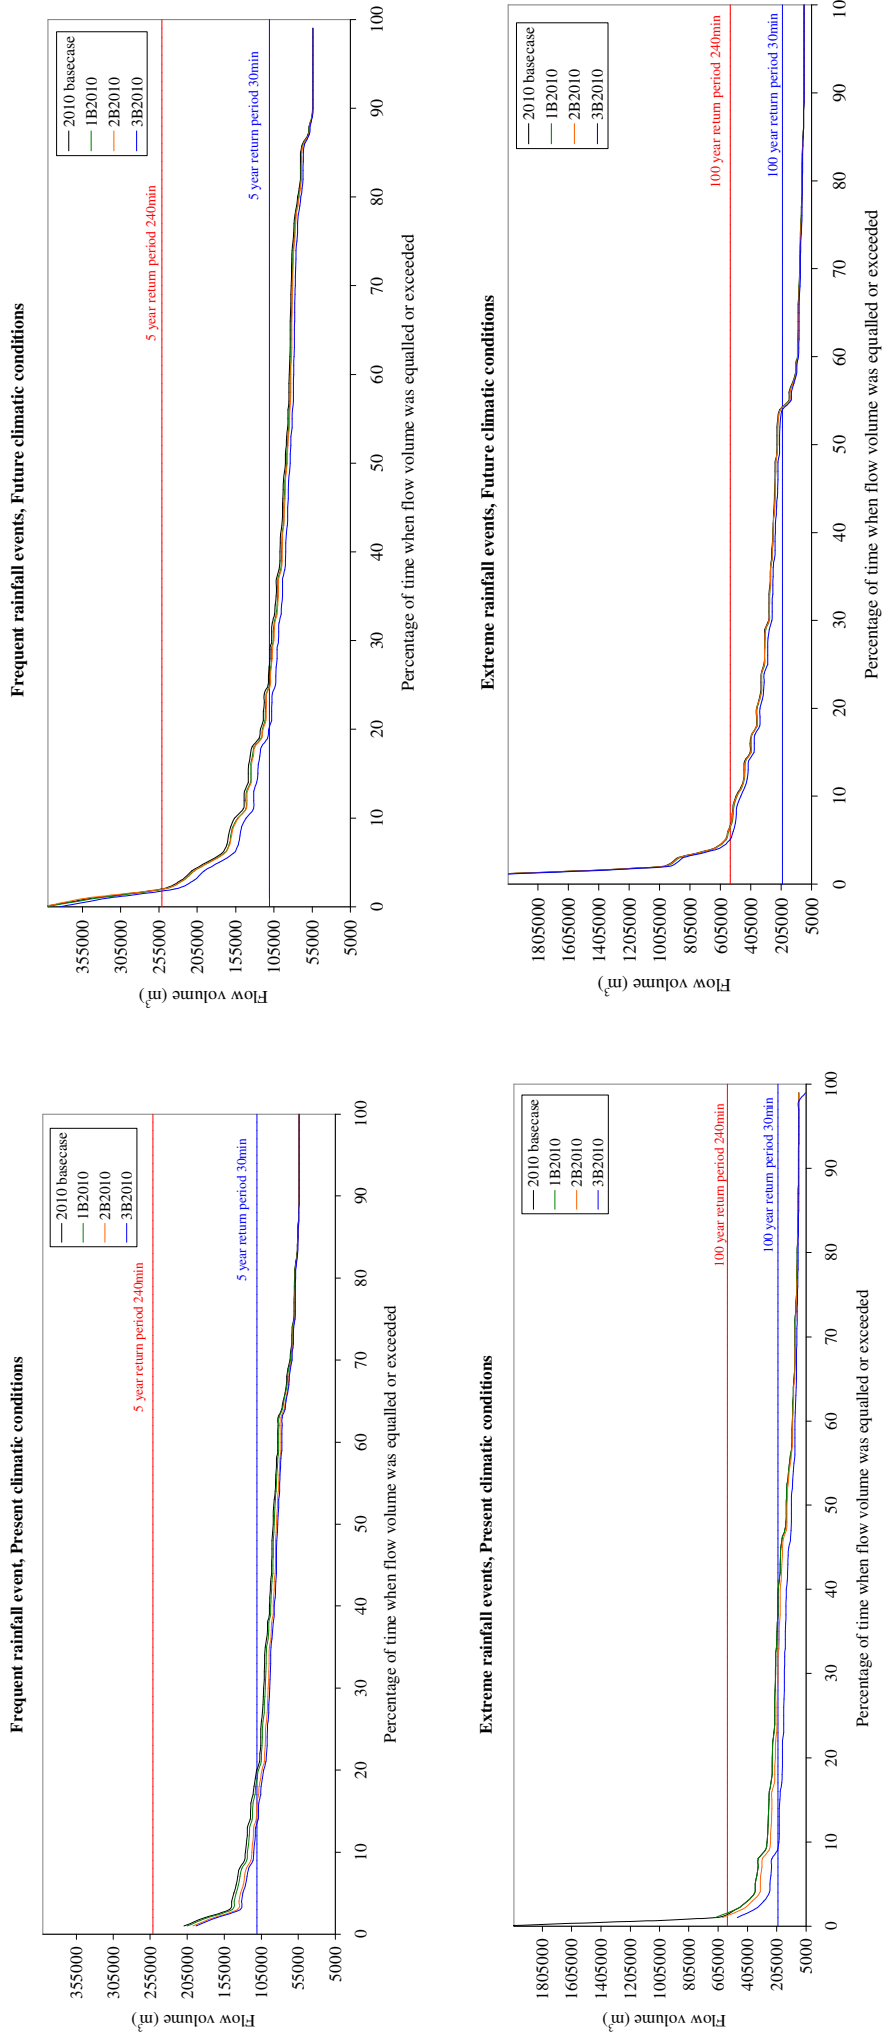 Frequent rainfall event, Present climatic conditions
Flow volume (m³)
355000
305000
255000
205000
155000
105000
55000
5000
0
10
20
30
40
50
60
70
80
90
100
Percentage of time when flow volume was equalled or exceeded
2010 basecase
1B2010
2B2010
3B2010
5 year return period 240min
5 year return period 30min
Frequent rainfall events, Future climatic conditions
Flow volume (m³)
355000
305000
255000
205000
155000
105000
55000
5000
0
10
20
30
40
50
60
70
80
90
100
Percentage of time when flow volume was equalled or exceeded
2010 basecase
1B2010
2B2010
3B2010
5 year return period 240min
5 year return period 30min
Extreme rainfall events, Present climatic conditions
Flow volume (m³)
1805000
1605000
1405000
1205000
1005000
805000
605000
405000
205000
5000
0
10
20
30
40
50
60
70
80
90
100
Percentage of time when flow volume was equalled or exceeded
2010 basecase
1B2010
2B2010
3B2010
100 year return period 240min
100 year return period 30min
Extreme rainfall events, Future climatic conditions
Flow volume (m³)
1805000
1605000
1405000
1205000
1005000
805000
605000
405000
205000
5000
0
10
20
30
40
50
60
70
80
90
Percentage of time when flow volume was equalled or exceeded
2010 basecase
1B2010
2B2010
3B2010
100 year return period 240min
100 year return period 30min